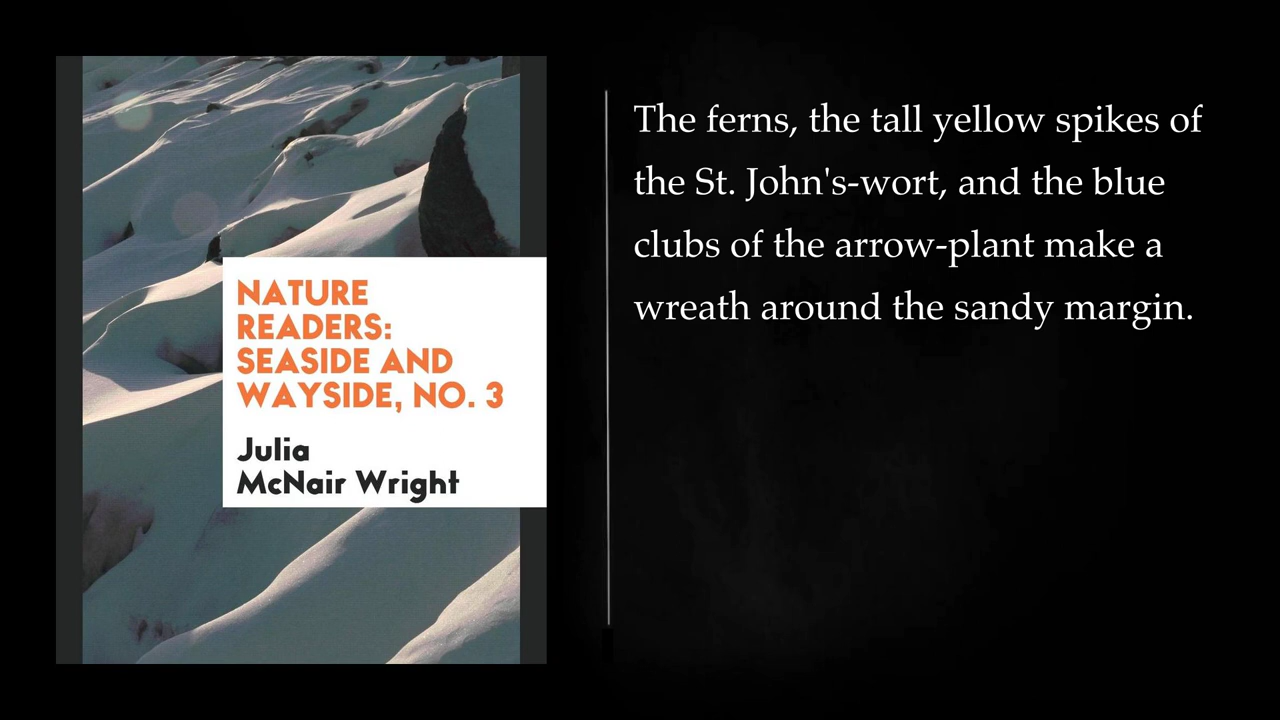 NATURE
READERS:
SEASIDE AND
WAYSIDE, NO. 3
Julia
McNair Wright
The ferns, the tall yellow spikes of
the St. John's-wort, and the blue
clubs of the arrow-plant make a
wreath around the sandy margin.